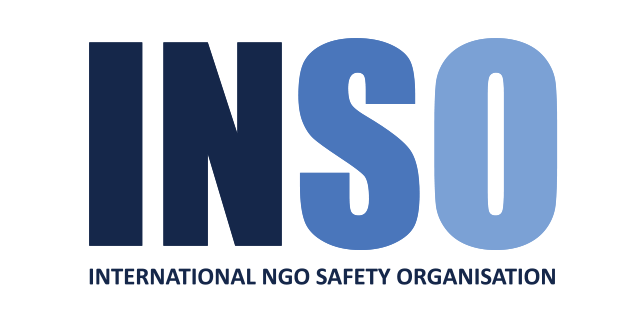 INSO
INTERNATIONAL NGO SAFETY ORGANISATION